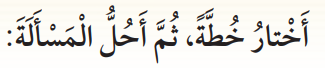 أَخْتارُ خُطَّةً، ثُمَّ أَحُلُّ الْمَسْأَلَةَ: